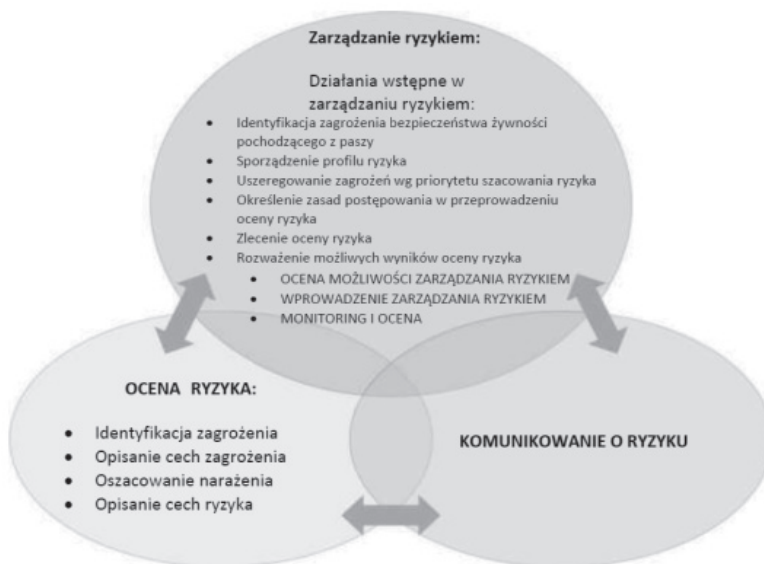 Zarządzanie ryzykiem:
Działania wstępne w
zarządzaniu ryzykiem:
• Identyfikacja zagrożenia bezpieczeństwa żywności
pochodzącego z paszy
• Sporządzenie profilu ryzyka
• Uszeregowanie zagrożeń wg priorytetu szacowania ryzyka
• Określenie zasad postępowania w przeprowadzeniu
oceny ryzyka
• Zlecenie oceny ryzyka
• Rozważenie możliwych wyników oceny ryzyka
• OCENA MOŻLIWOŚCI ZARZĄDZANIA RYZYKIEM
• WPROWADZENIE ZARZĄDZANIA RYZYKIEM
• MONITORING I OCENA
OCENA RYZYKA:
• Identyfikacja zagrożenia
• Opisanie cech zagrożenia
• Oszacowanie narażenia
• Opisanie cech ryzyka
KOMUNIKOWANIE O RYZYKU